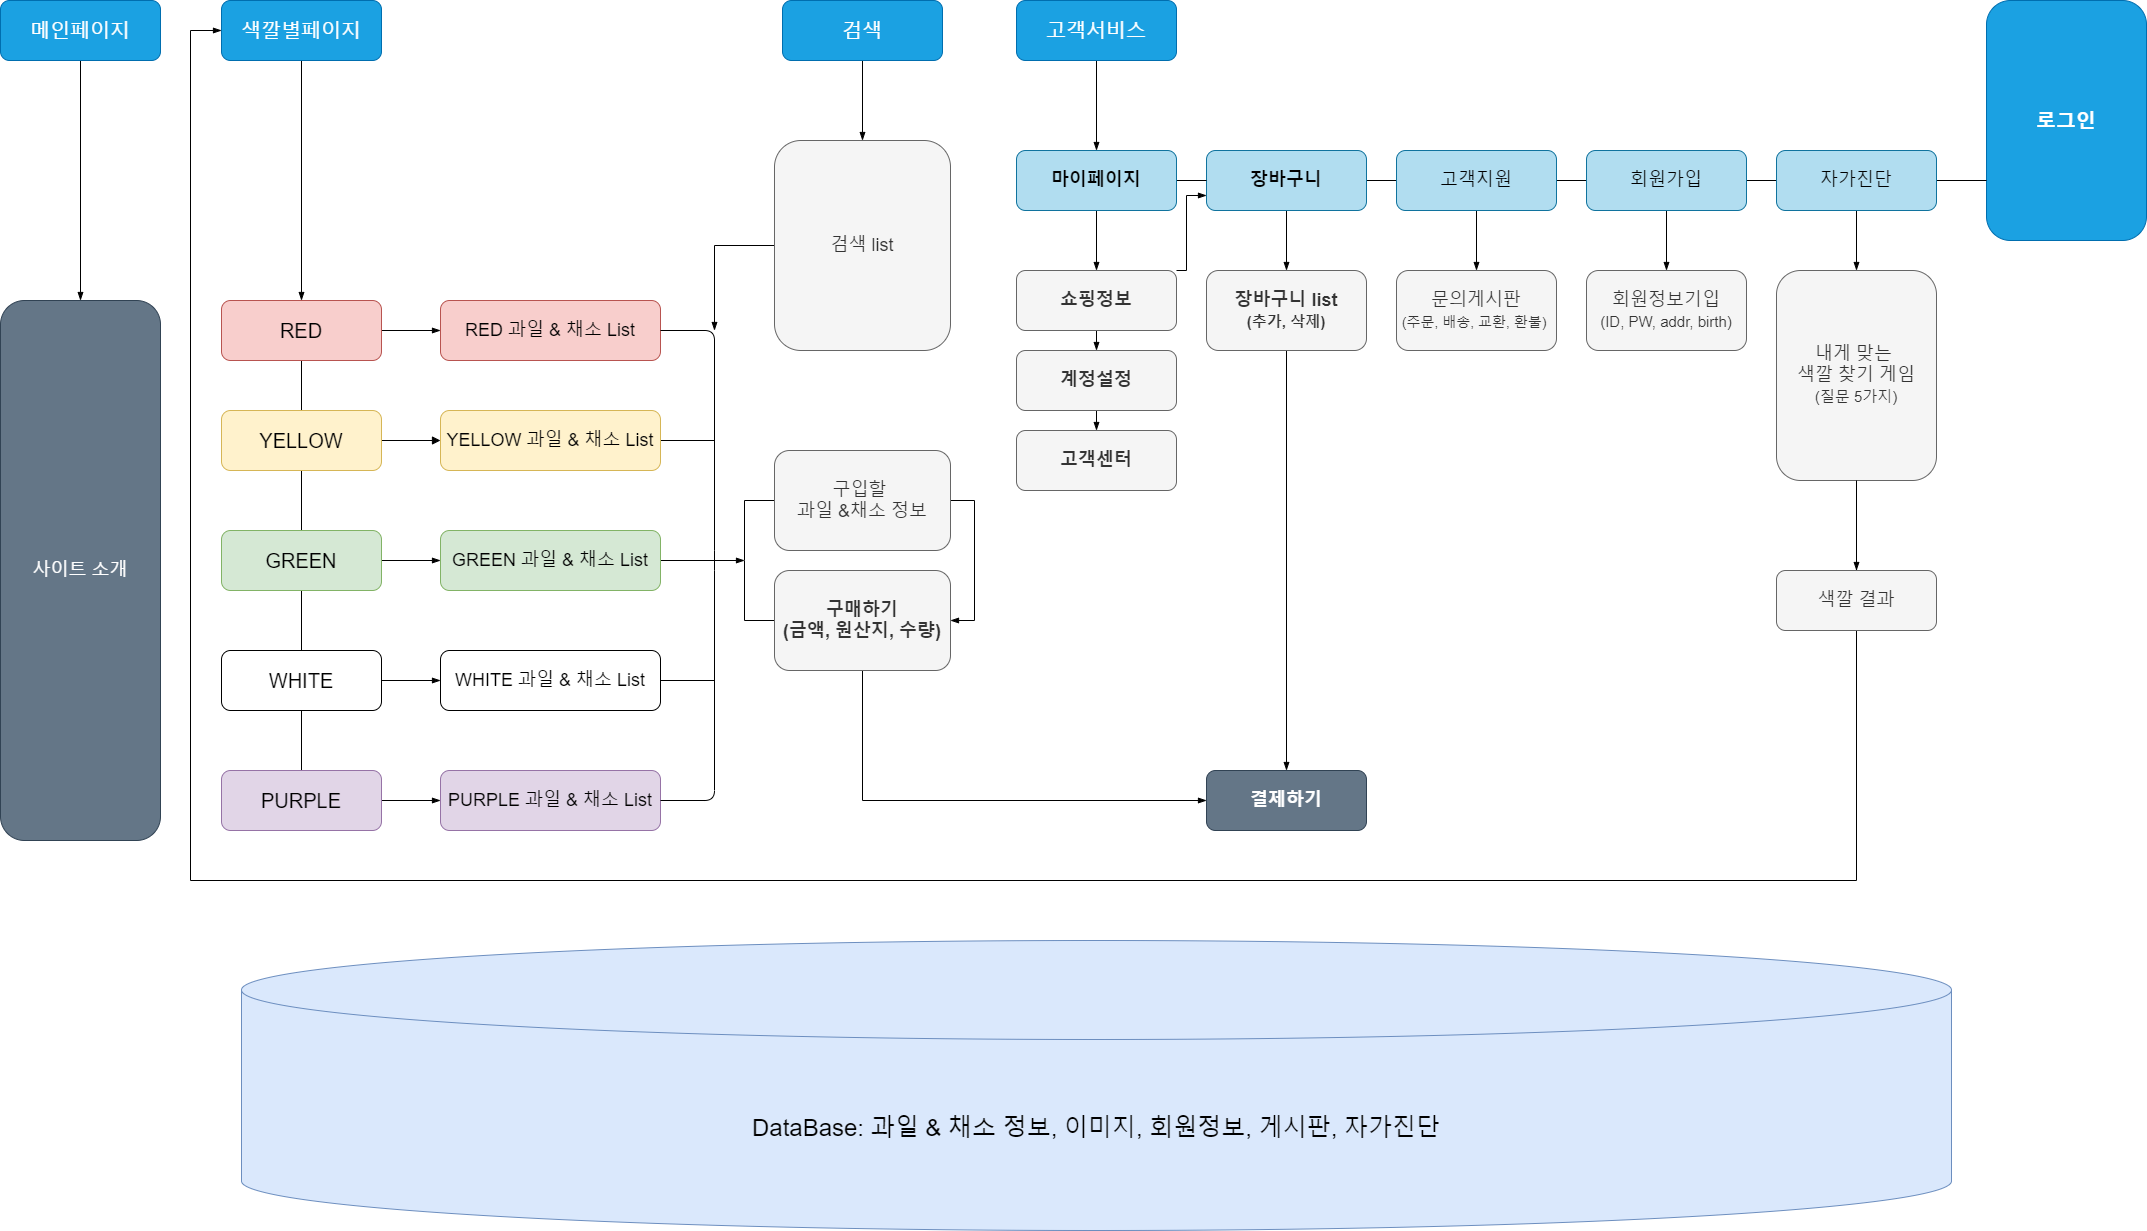 메인페이지
색깔별페이지
검색
고객서비스
로그인
마이페이지
장바구니
고객지원
회원가입
자가진단
검색 list
쇼핑정보
장바구니 list
(추가, 삭제)
문의게시판
(주문, 배송, 교환, 환불)
회원정보기입
(ID, PW, addr, birth)
내게 맞는
색깔 찾기 게임
(질문 5가지)
계정설정
고객센터
사이트 소개
RED
RED 과일 & 채소 List
YELLOW
YELLOW 과일 & 채소 List
GREEN
GREEN 과일 & 채소 List
WHITE
WHITE 과일 & 채소 List
PURPLE
PURPLE 과일 & 채소 List
구입할
과일 &채소 정보
구매하기
(금액, 원산지, 수량)
색깔 결과
결제하기
DataBase: 과일 & 채소 정보, 이미지, 회원정보, 게시판, 자가진단